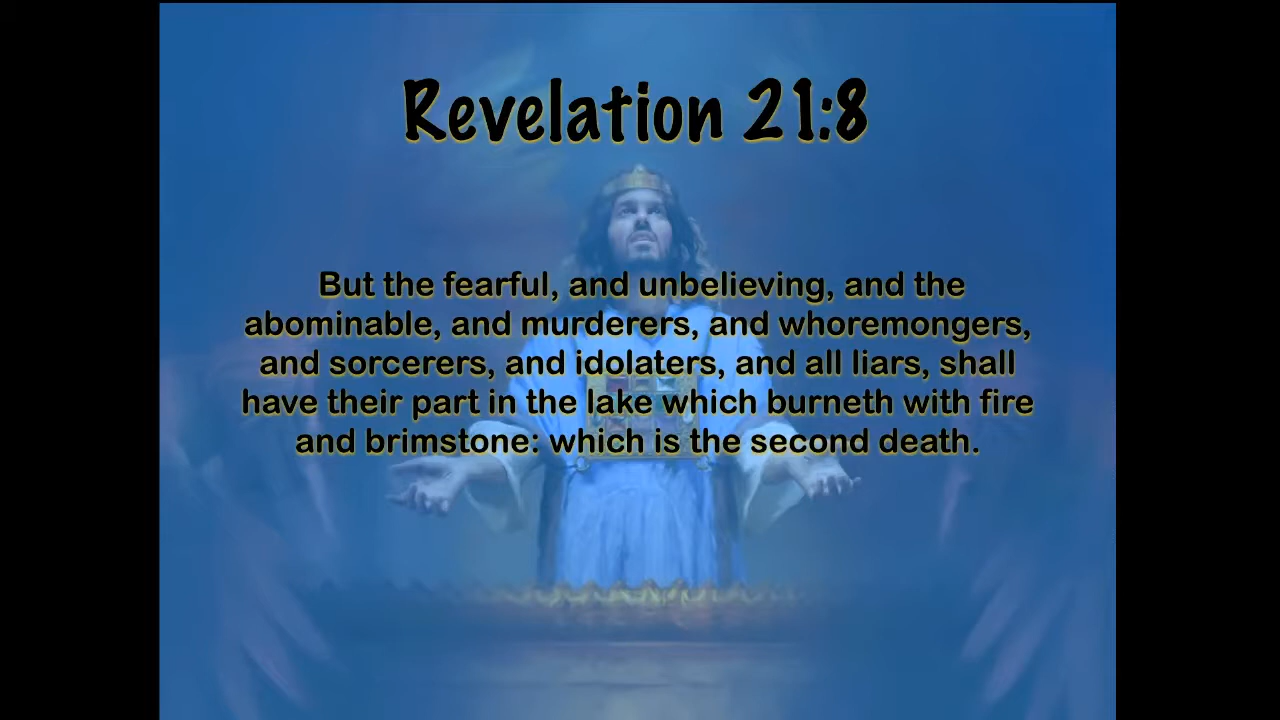 Revelation 21:8
But the fearful, and unbelieving, and the
abominable, and murderers, and whoremongers,
and sorcerers, and idolaters, and all liars, shall
have their part in the lake which burneth with fire
and brimstone: which is the second death.